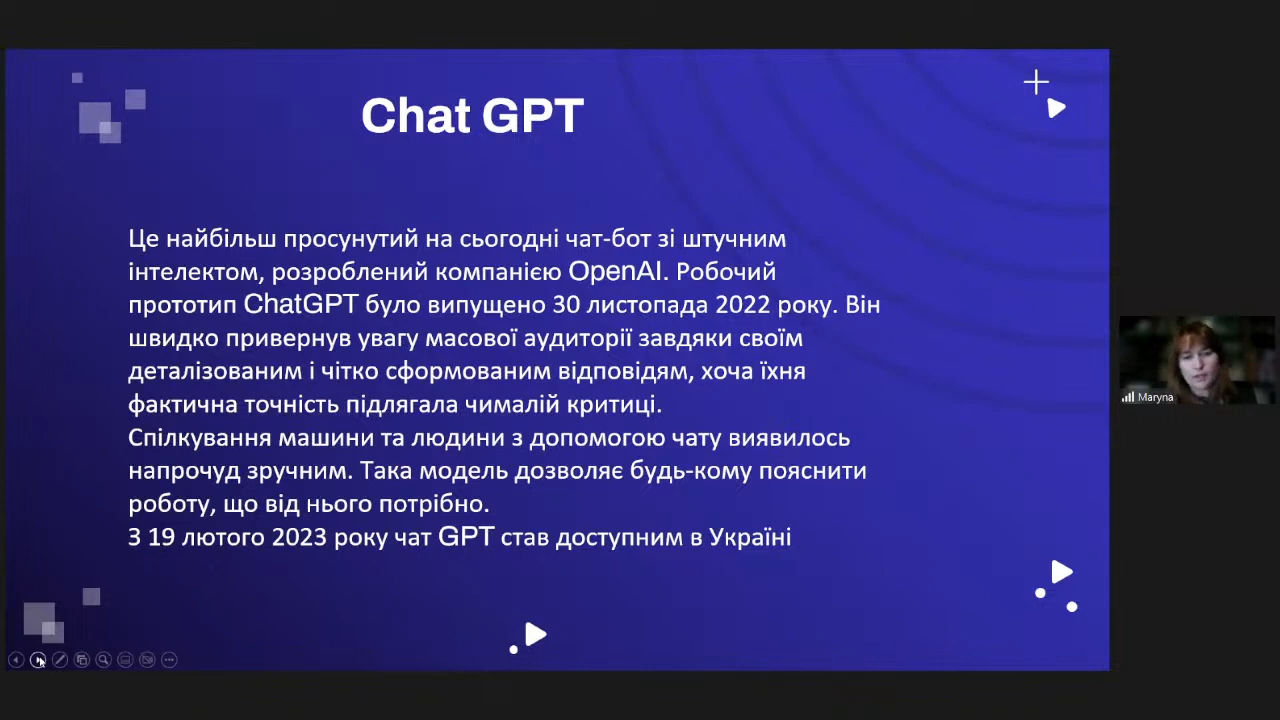 Chat GPT
Це найбільш просунутий на сьогодні чат-бот зі штучним
інтелектом, розроблений компанією OpenAI. Робочий
прототип ChatGPT було випущено 30 листопада 2022 року. Він
швидко привернув увагу масової аудиторії завдяки своїм
деталізованим і чітко сформованим відповідям, хоча їхня
фактична точність підлягала чималій критиці.
Спілкування машини та людини з допомогою чату виявилось
напрочуд зручним. Така модель дозволяє будь-кому пояснити
роботу, що від нього потрібно.
З 19 лютого 2023 року чат GPT став доступним в Україні
Maryna